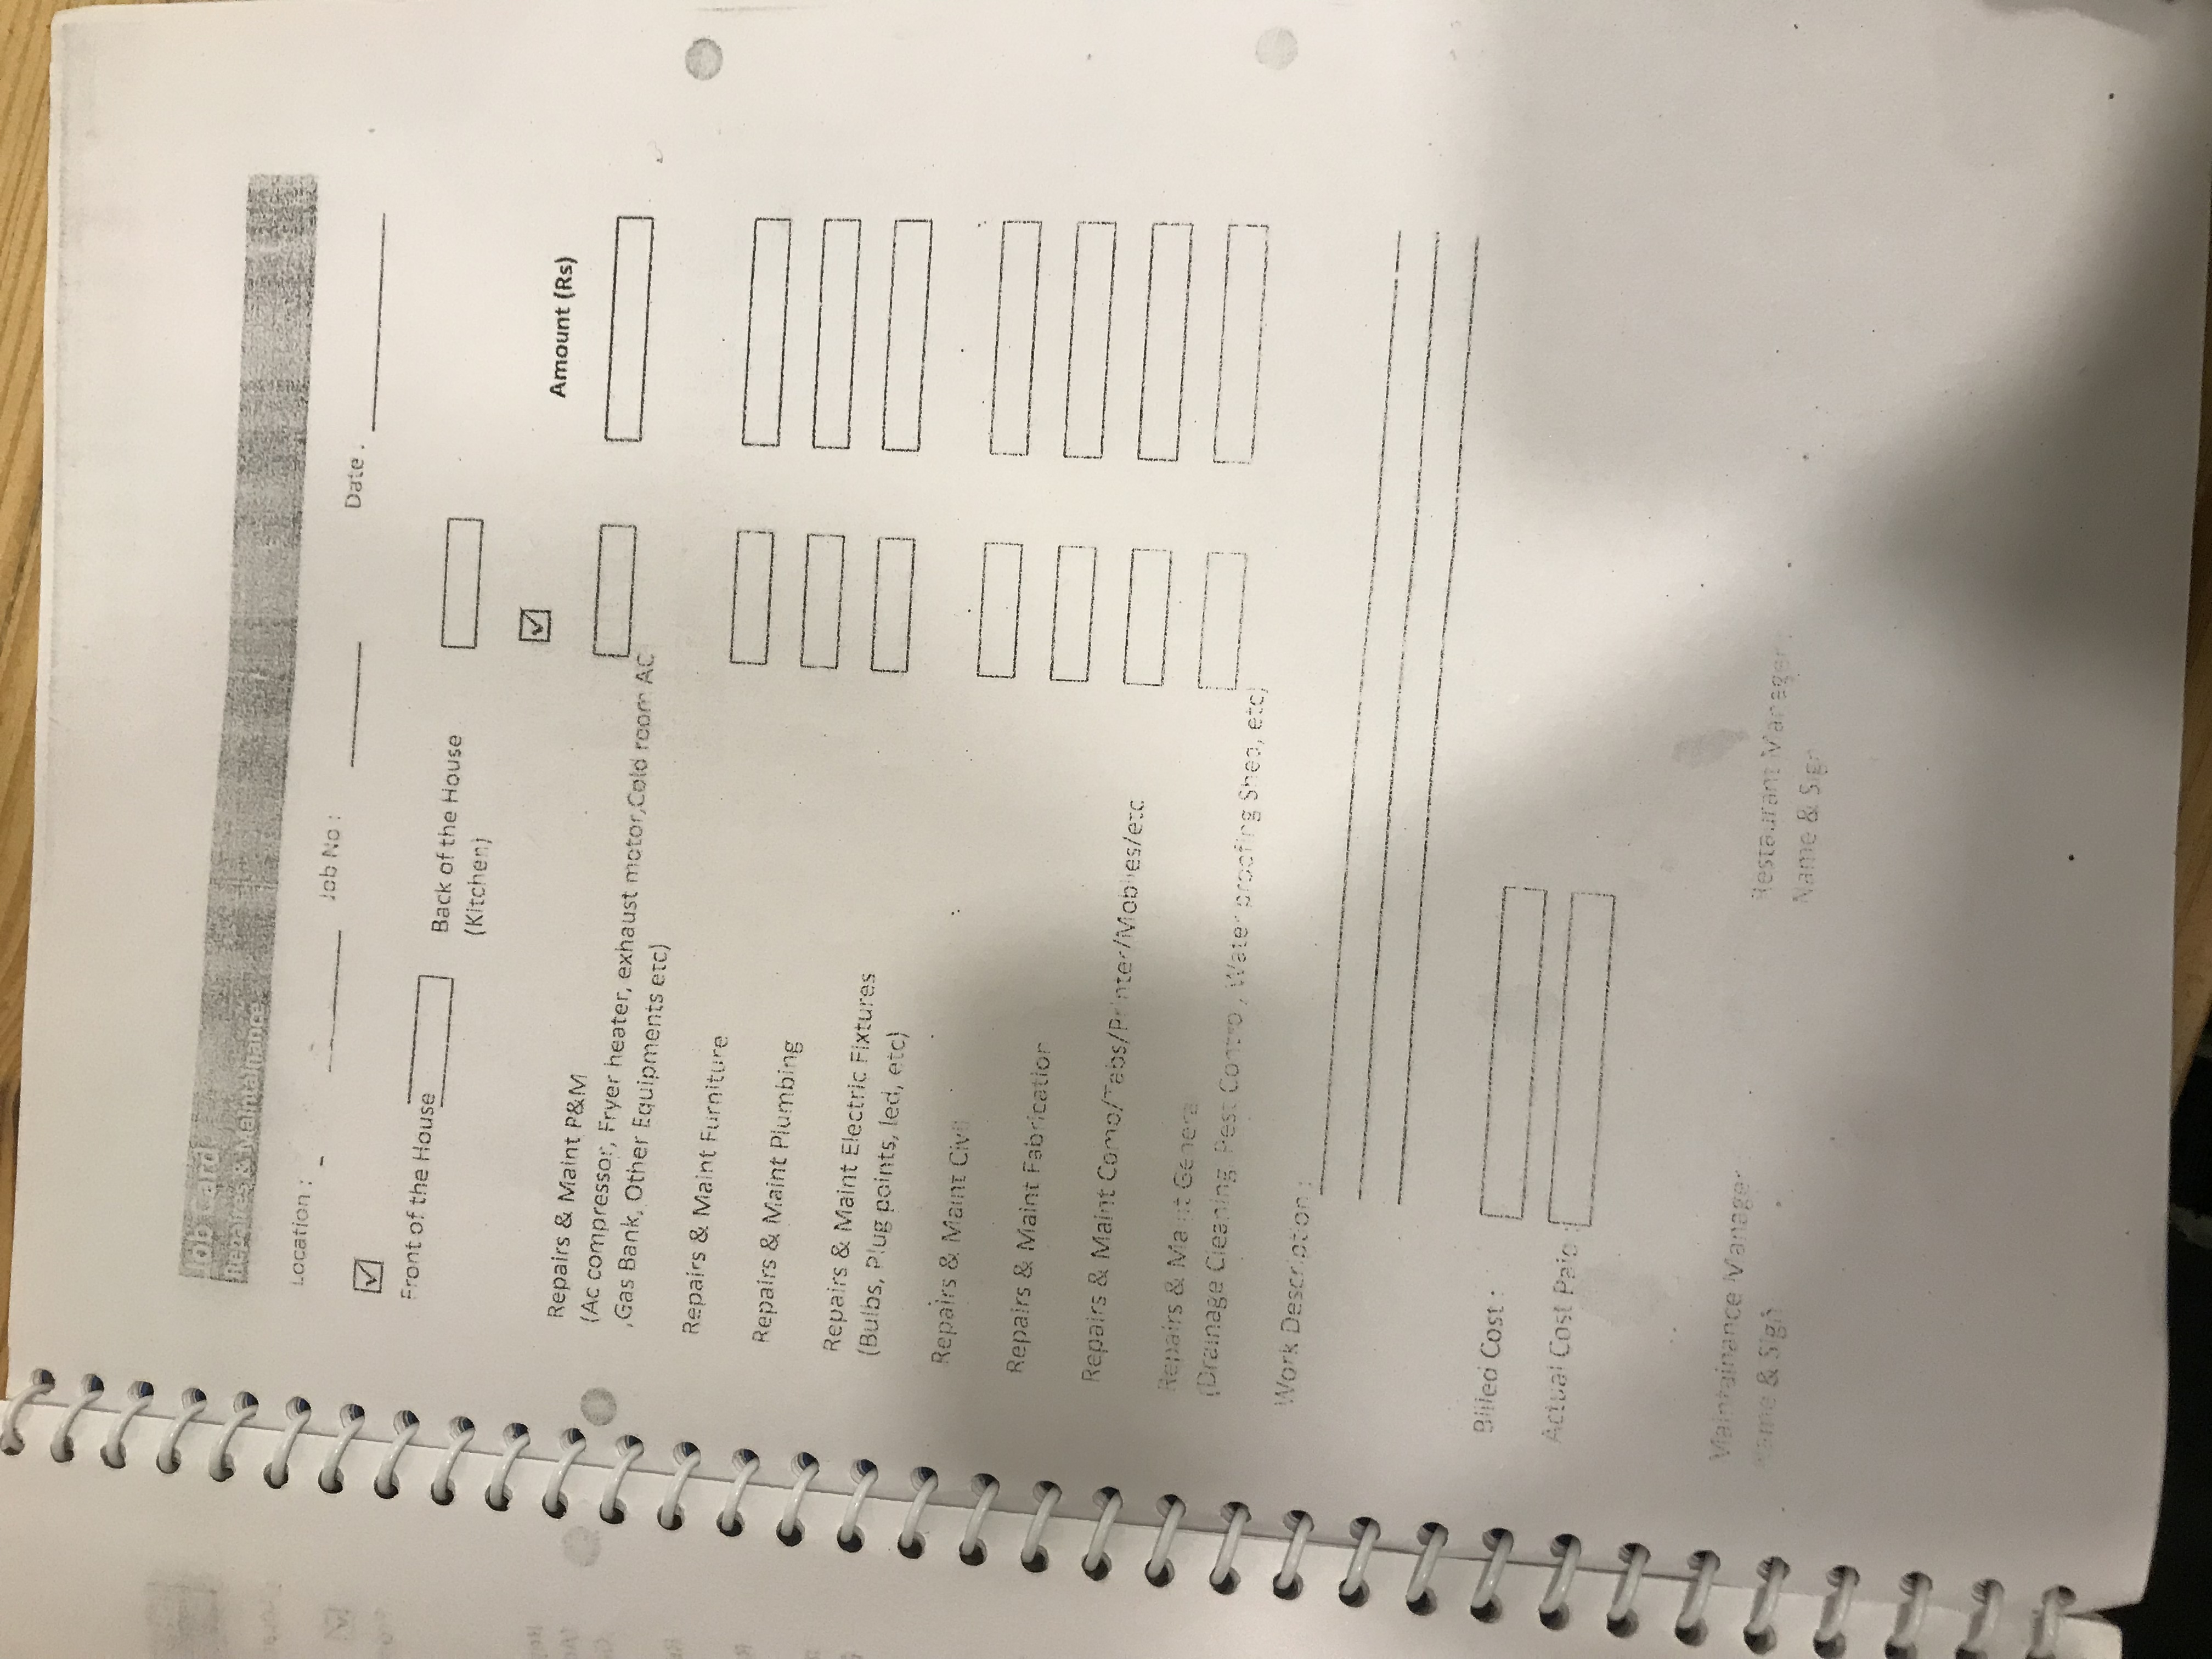 Job Card
Repaires & Maintainance
Location : Job No : Date :
Front of the House Back of the House
(Kitchen)
Amount (Rs)
Repairs & Maint P&M
(Ac compressor, Fryer heater, exhaust motor,Cold room AC
,Gas Bank, Other Equipments etc)
Repairs & Maint Furniture
Repairs & Maint Plumbing
Repairs & Maint Electric Fixtures
(Bulbs, Plug points, led, etc)
Repairs & Maint Civil
Repairs & Maint Fabrication
Repairs & Maint Comp/Tabs/Printer/Moblies/etc
Repairs & Maint General
(Drainage Cleaning, Pest Control, Water proofing Shed, etc)
Work Description :
Billed Cost :
Actual Cost Paid :
Maintainance Manager
Name & Sign
Restaurant Manager :
Name & Sign